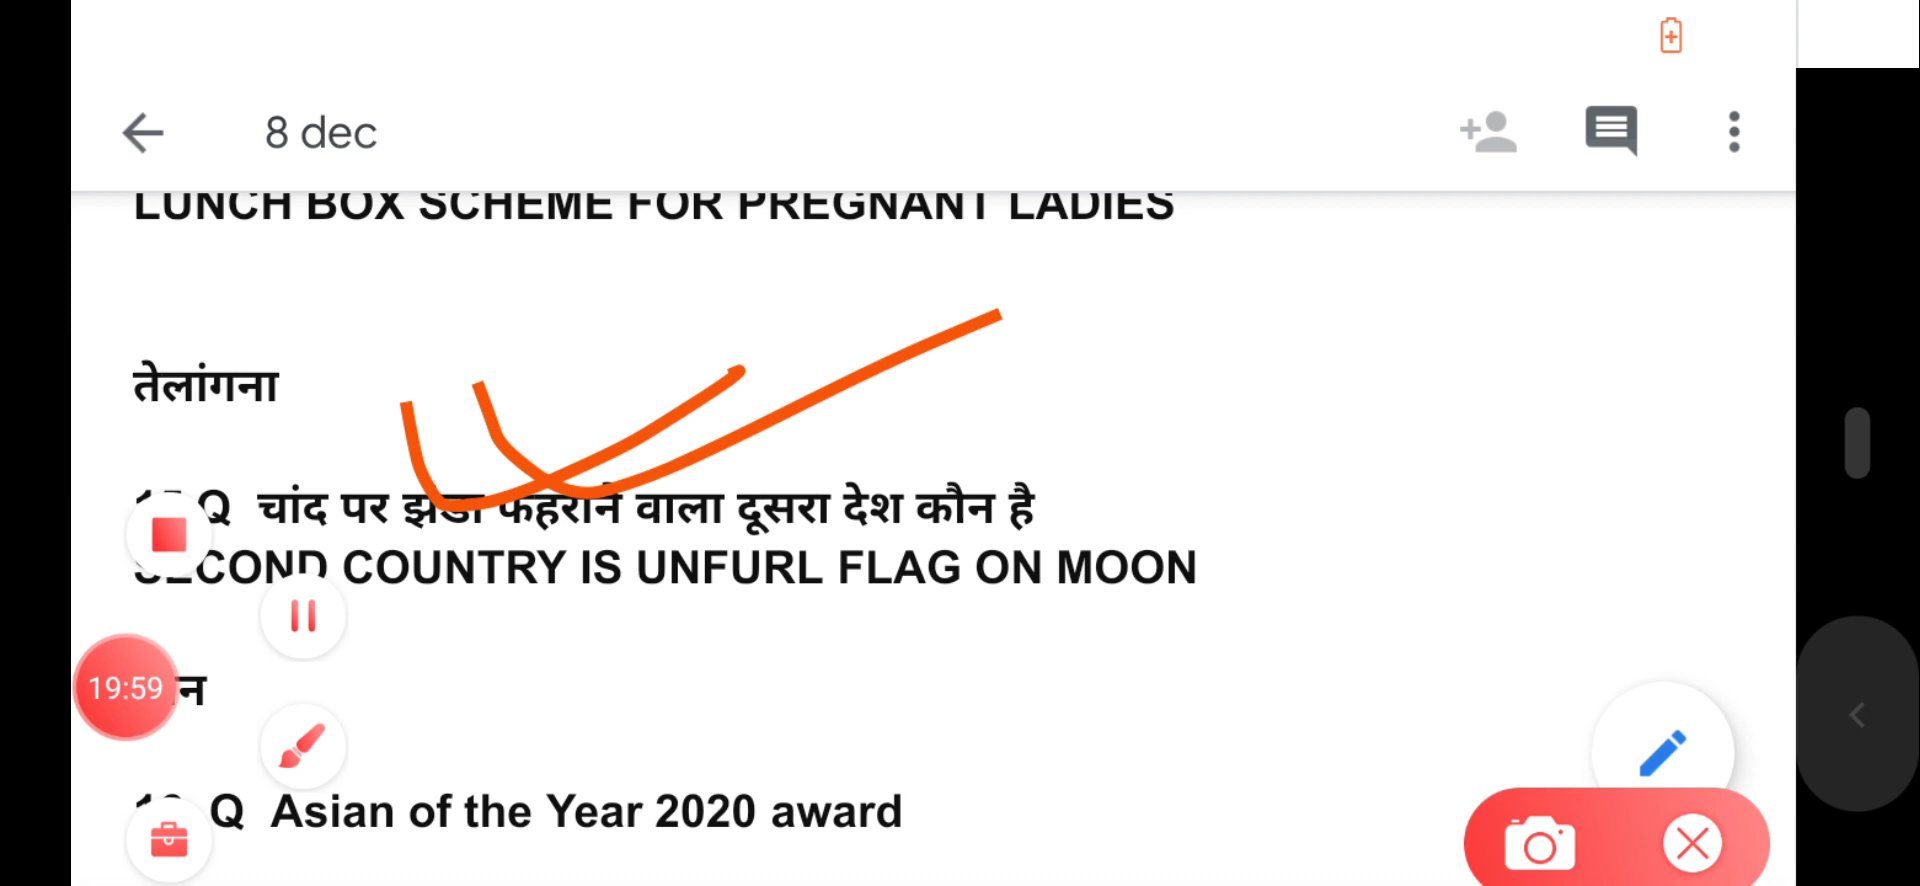 8 dec
LUNCH BOX SCHEME FOR PREGNANT LADIES
तेलांगना
Q चांद पर झंडा फहराने वाला दूसरा देश कौन है
SECOND COUNTRY IS UNFURL FLAG ON MOON
19:59
Q Asian of the Year 2020 award